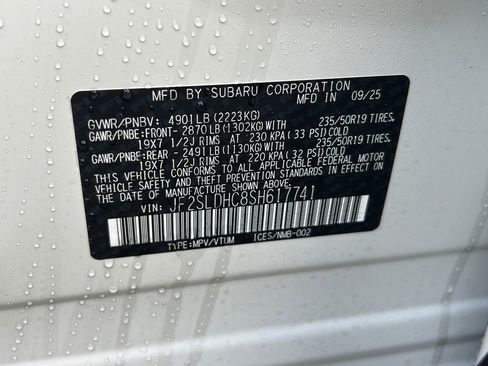 MFD BY SUBARU CORPORATION
MFD IN 09/25
GVWR/PNBV: 4901LB(2223KG)
GAWR/PNBE:FRONT- 2870LB(1302KG)WITH 235/50R19 TIRES,
19X7 1/2J RIMS AT 230 KPA(33 PSI)COLD
GAWR/PNBE:REAR - 2491LB(1130KG)WITH 235/50R19 TIRES,
19X7 1/2J RIMS AT 220 KPA(32 PSI)COLD
THIS VEHICLE CONFORMS TO ALL APPLICABLE FEDERAL MOTOR
VEHICLE SAFETY STANDARDS IN EFFECT ON THE DATE OF
MANUFACTURE SHOWN ABOVE.
VIN: JF2SLDHC8SH617741
TYPE:MPV/VTUM ICES/NMB-002